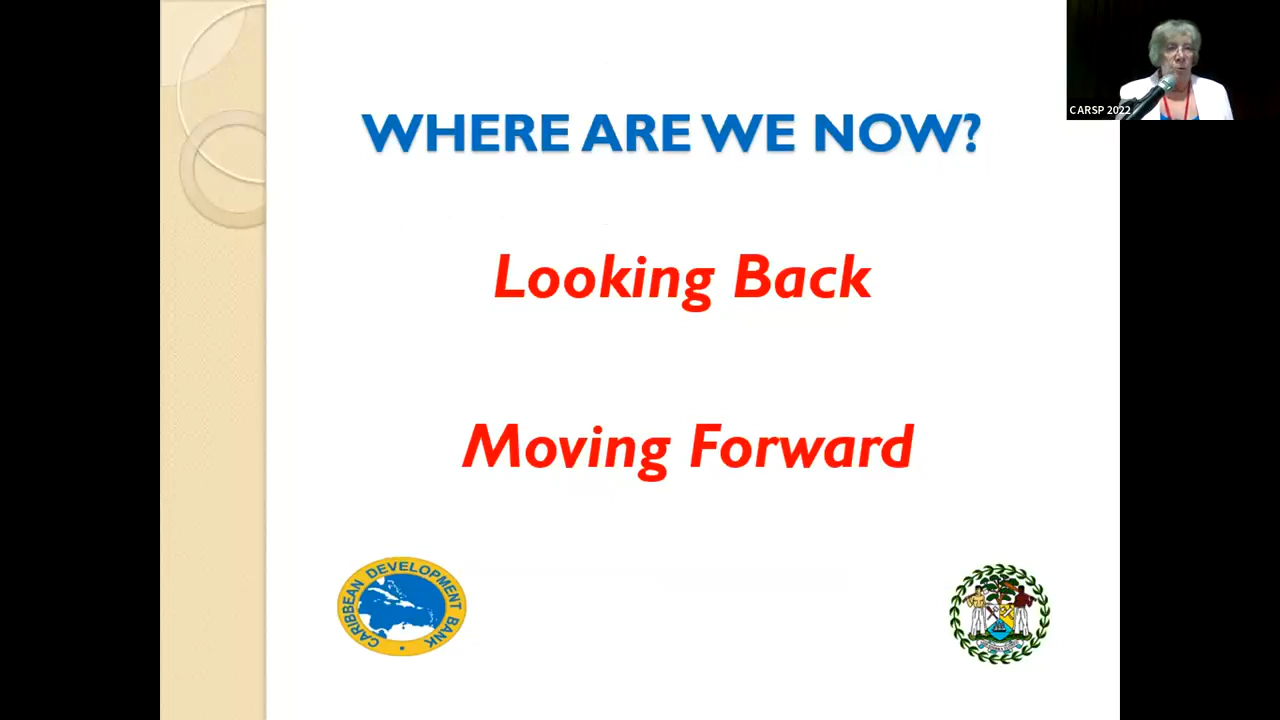 WHERE ARE WE NOW?
CARSP 2022
Looking Back
Moving Forward
CARIBBEAN DEVELOPMENT BANK